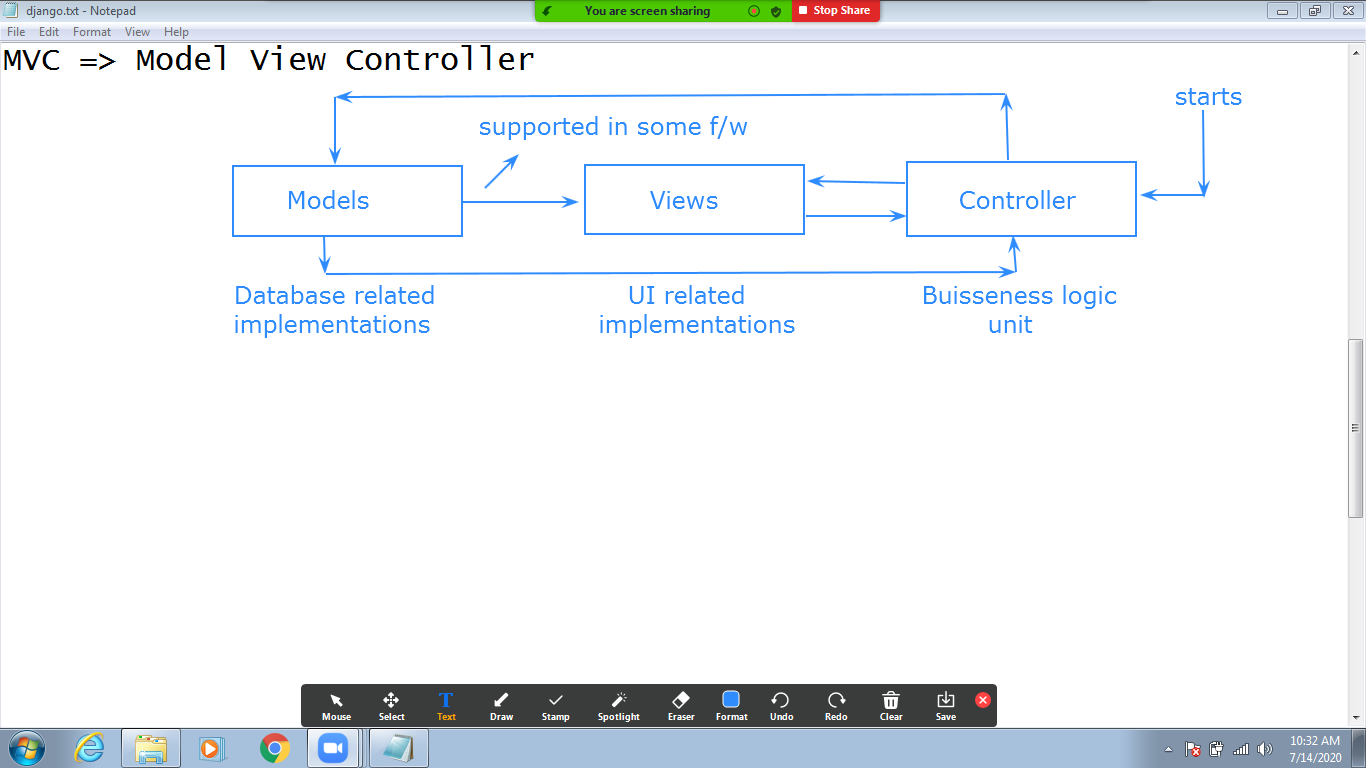 django.txt - Notepad
You are screen sharing
Stop Share
File Edit Format View Help
MVC => Model View Controller
starts
supported in some f/w
Models
Views
Controller
Database related
implementations
UI related
implementations
Buisseness logic
unit
Mouse Select Text Draw Stamp Spotlight Eraser Format Undo Redo Clear Save
10:32 AM
7/14/2020